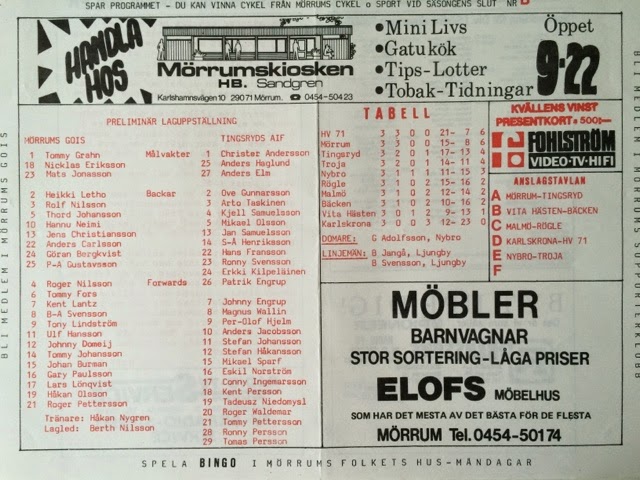 SPAR PROGRAMMET - DU KAN VINNA CYKEL FRÅN MÖRRUMS CYKEL o SPORT VID SÄSONGENS SLUT NR
HANDLA
HOS
Mörrumskiosken
HB. Sandgren
Karlshamnsvägen 10 290 71 Mörrum. ☎ 0454-504 23
•Mini Livs
•Gatukök
•Tips-Lotter
•Tobak-Tidningar
Öppet
9-22
BLI MEDLEM I MÖRRUMS GOIS
PRELIMINÄR LAGUPPSTÄLLNING
MÖRRUMS GOIS TINGSRYDS AIF
1 Tommy Grahn Målvakter 1 Christer Andersson
18 Nicklas Eriksson 25 Anders Haglund
23 Mats Jonasson 27 Anders Elm
2 Heikki Letho Backar 2 Ove Gunnarsson
3 Rolf Nilsson 3 Arto Taskinen
5 Thord Johansson 4 Kjell Samuelsson
10 Hannu Neimi 5 Mikael Olsson
13 Jens Christiansson 13 Jan Samuelsson
22 Anders Carlsson 14 S-Å Henriksson
24 Göran Bergkvist 22 Hans Fransson
25 P-A Gustavsson 23 Ronny Svensson
24 Erkki Kilpeläinen
4 Roger Nilsson Forwards 26 Patrik Engrup
6 Tommy Fors
7 Kent Lantz 7 Johnny Engrup
8 B-A Svensson 8 Magnus Wallin
9 Tony Lindström 9 Per-Olof Hjelm
11 Ulf Hansson 10 Anders Jacobsson
12 Johnny Domeij 11 Stefan Johansson
14 Tommy Johansson 12 Stefan Håkansson
15 Johan Burman 15 Mikael Sparf
16 Gary Paulsson 16 Eskil Norström
17 Lars Lönqvist 17 Conny Ingemarsson
19 Håkan Olsson 18 Kent Persson
21 Roger Pettersson 19 Tadeusz Niedomysl
20 Roger Waldemar
Tränare: Håkan Nygren 21 Tommy Pettersson
Lagled: Berth Nilsson 28 Ronny Persson
29 Tomas Persson
TABELL
HV 71 3 3 0 0 21- 7 6
Mörrum 3 3 0 0 15- 8 6
Tingsryd 3 2 0 1 17-13 4
Troja 3 2 0 1 14-11 4
Nybro 3 1 1 1 15-15 3
Rögle 3 1 0 2 15-16 2
Malmö 3 1 0 2 12-14 2
Bäcken 3 1 0 2 10-16 2
Vita Hästen 3 0 1 2 9-13 1
Karlskrona 3 0 0 3 12-23 0
DOMARE: G Adolfsson, Nybro
LINJEMÄN: B Jangå, Ljungby
B Svensson, Ljungby
KVÄLLENS VINST
PRESENTKORT à 500:-
FOHLSTRÖM
VIDEO·TV·HIFI
ANSLAGSTAVLAN
A MÖRRUM-TINGSRYD
B VITA HÄSTEN-BÄCKEN
C MALMÖ-RÖGLE
D KARLSKRONA-HV 71
E NYBRO-TROJA
F
MÖBLER
BARNVAGNAR
STOR SORTERING-LÅGA PRISER
ELOFS MÖBELHUS
SOM HAR DET MESTA AV DET BÄSTA FÖR DE FLESTA
MÖRRUM Tel. 0454-501 74
SPELA BINGO I MÖRRUMS FOLKETS HUS-MÅNDAGAR